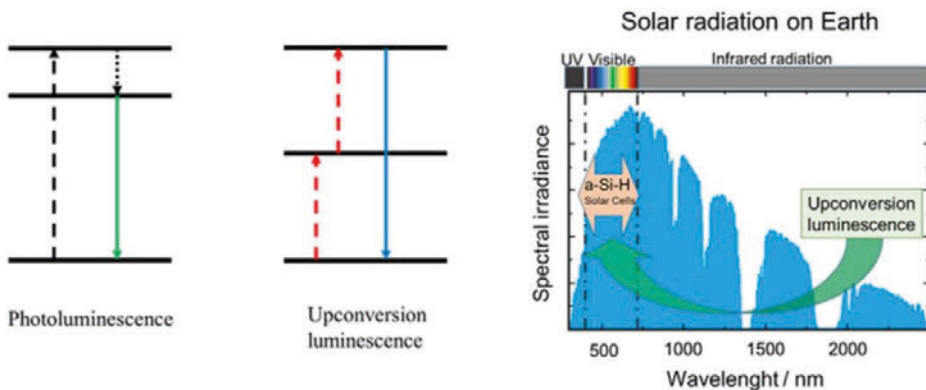 Photoluminescence
Upconversion
luminescence
Solar radiation on Earth
UV Visible
Infrared radiation
Spectral irradiance
a-Si-H
Solar Cells
Upconversion
luminescence
500
1000
1500
2000
Wavelenght / nm